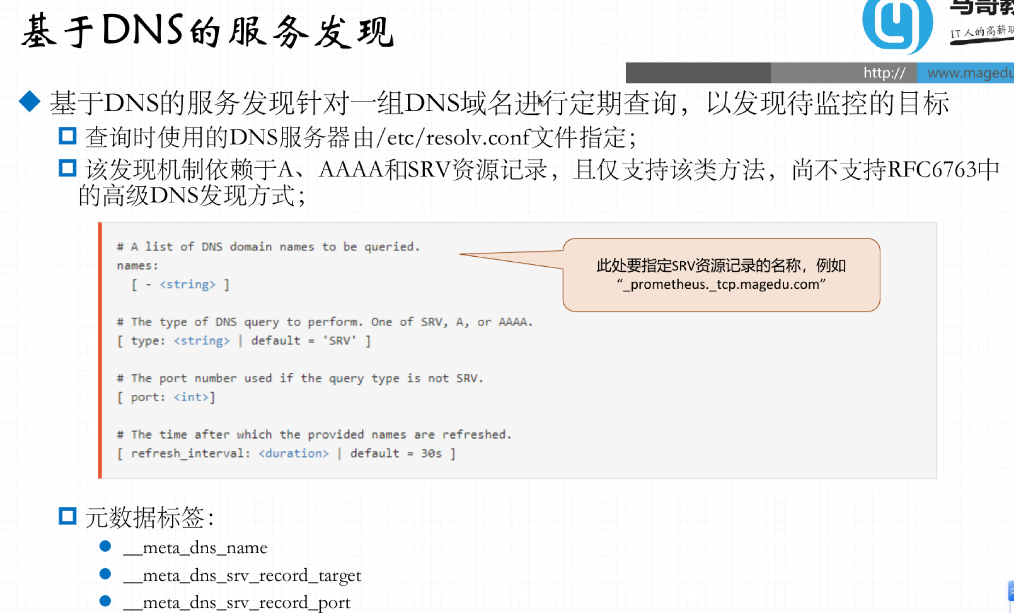 基于DNS的服务发现
马哥教
IT人的高薪职
http://
www.magedu
基于DNS的服务发现针对一组DNS域名进行定期查询，以发现待监控的目标
查询时使用的DNS服务器由/etc/resolv.conf文件指定；
该发现机制依赖于A、AAAA和SRV资源记录，且仅支持该类方法，尚不支持RFC6763中
的高级DNS发现方式；
# A list of DNS domain names to be queried.
names:
[ - <string> ]
此处要指定SRV资源记录的名称，例如
“_prometheus._tcp.magedu.com”
# The type of DNS query to perform. One of SRV, A, or AAAA.
[ type: <string> | default = 'SRV' ]
# The port number used if the query type is not SRV.
[ port: <int>]
# The time after which the provided names are refreshed.
[ refresh_interval: <duration> | default = 30s ]
元数据标签：
__meta_dns_name
__meta_dns_srv_record_target
__meta_dns_srv_record_port